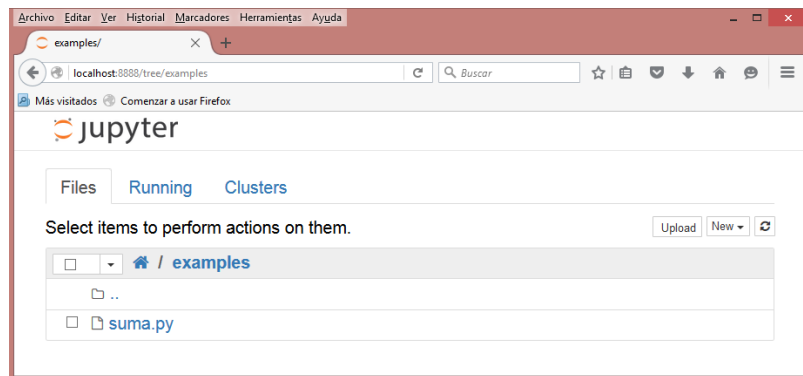 Archivo Editar Ver Historial Marcadores Herramientas Ayuda
examples/
localhost:8888/tree/examples Buscar
Más visitados Comenzar a usar Firefox
jupyter
Files Running Clusters
Select items to perform actions on them. Upload New
/ examples
..
suma.py